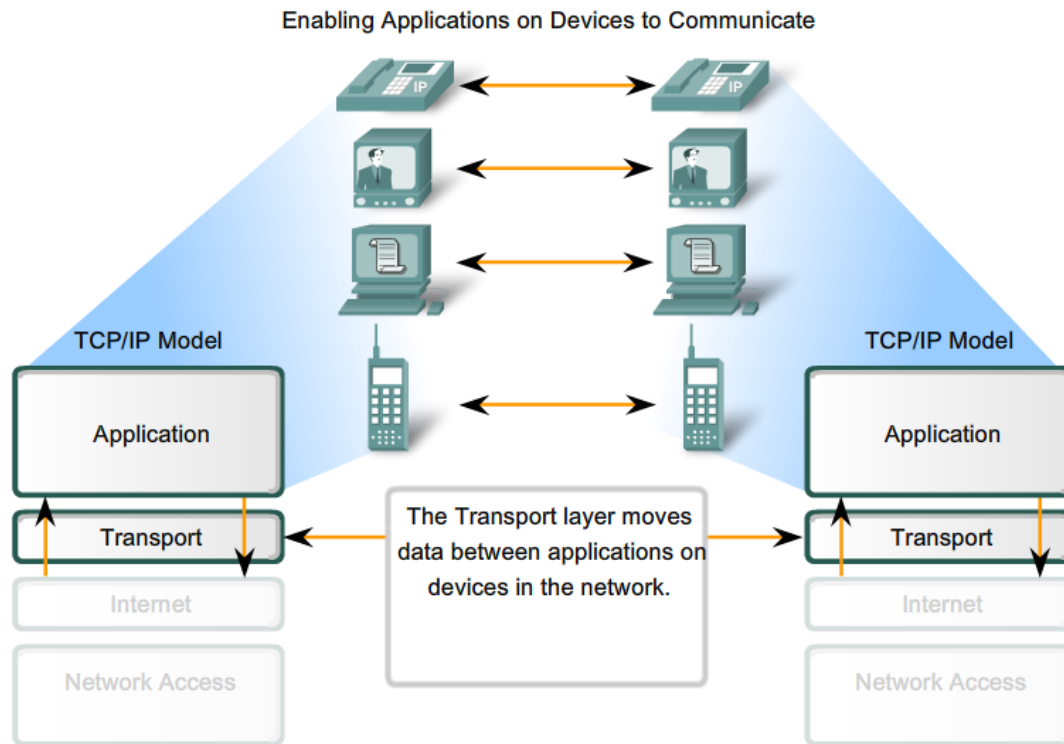 Enabling Applications on Devices to Communicate
IP
IP
TCP/IP Model
TCP/IP Model
Application
Application
The Transport layer moves
data between applications on
devices in the network.
Transport
Transport
Internet
Internet
Network Access
Network Access